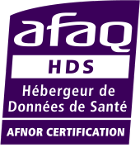 afaq
HDS
Hébergeur de
Données de Santé
AFNOR CERTIFICATION